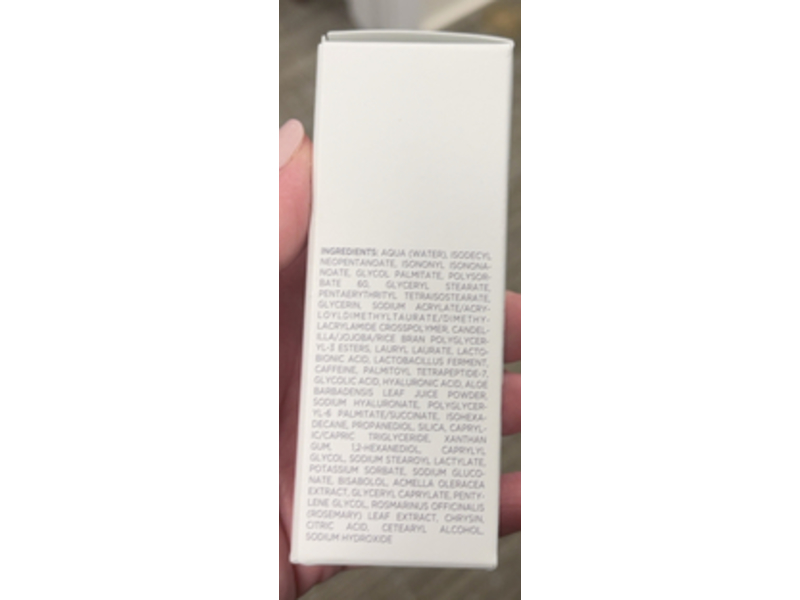 INGREDIENTS: AQUA (WATER), ISODECYL
NEOPENTANOATE, ISONONYL ISONONA-
NOATE, GLYCOL PALMITATE, POLYSOR-
BATE 60, GLYCERYL STEARATE,
PENTAERYTHRITYL TETRAISOSTEARATE,
GLYCERIN, SODIUM ACRYLATE/ACRY-
LOYLDIMETHYLTAURATE/DIMETHY-
LACRYLAMIDE CROSSPOLYMER, CANDEL-
ILLA/JOJOBA/RICE BRAN POLYGLYCER-
YL-3 ESTERS, LAURYL LAURATE, LACTO-
BIONIC ACID, LACTOBACILLUS FERMENT,
CAFFEINE, PALMITOYL TETRAPEPTIDE-7,
GLYCOLIC ACID, HYALURONIC ACID, ALOE
BARBADENSIS LEAF JUICE POWDER,
SODIUM HYALURONATE, POLYGLYCER-
YL-6 PALMITATE/SUCCINATE, ISOHEXA-
DECANE, PROPANEDIOL, SILICA, CAPRYL-
IC/CAPRIC TRIGLYCERIDE, XANTHAN
GUM, 1,2-HEXANEDIOL, CAPRYLYL
GLYCOL, SODIUM STEAROYL LACTYLATE,
POTASSIUM SORBATE, SODIUM GLUCO-
NATE, BISABOLOL, ACMELLA OLERACEA
EXTRACT, GLYCERYL CAPRYLATE, PENTY-
LENE GLYCOL, ROSMARINUS OFFICINALIS
(ROSEMARY) LEAF EXTRACT, CHRYSIN,
CITRIC ACID, CETEARYL ALCOHOL,
SODIUM HYDROXIDE